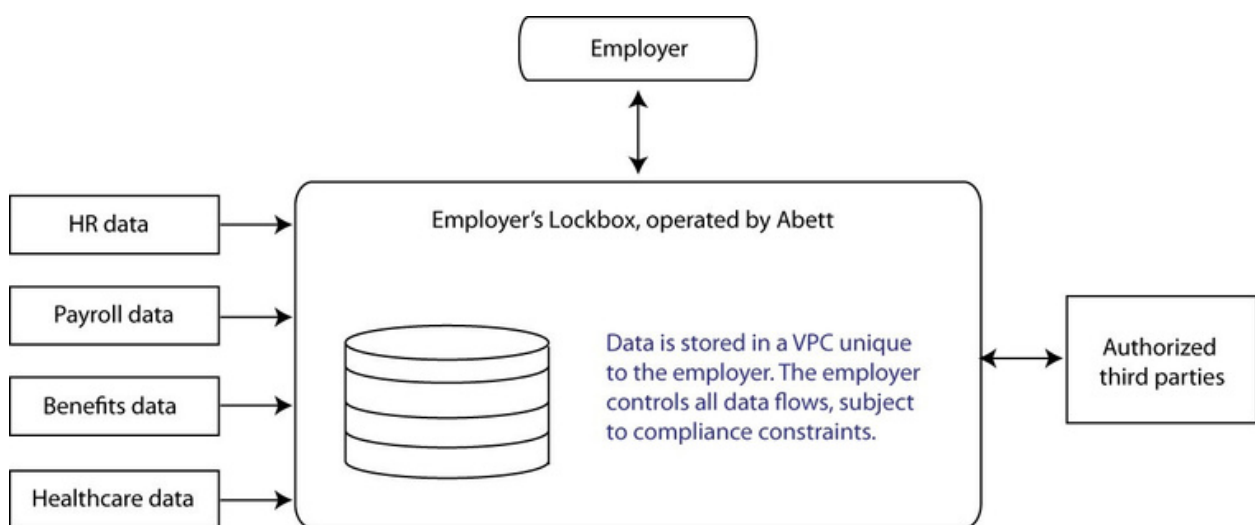 Employer
Employer's Lockbox, operated by Abett
HR data
Payroll data
Benefits data
Healthcare data
Data is stored in a VPC unique
to the employer. The employer
controls all data flows, subject
to compliance constraints.
Authorized
third parties